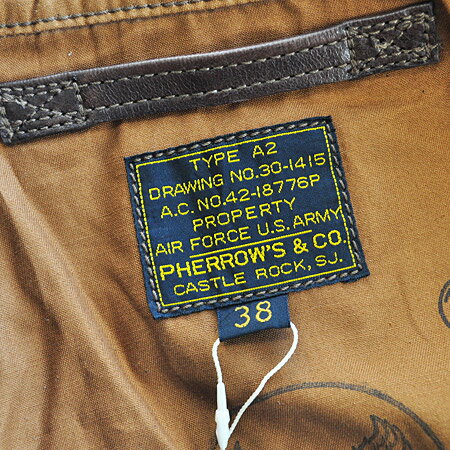 TYPE A2
DRAWING NO.30-1415
A.C. NO.42-18776P
PROPERTY
AIR FORCE U.S. ARMY
PHERROW'S & CO.
CASTLE ROCK, SJ.
38